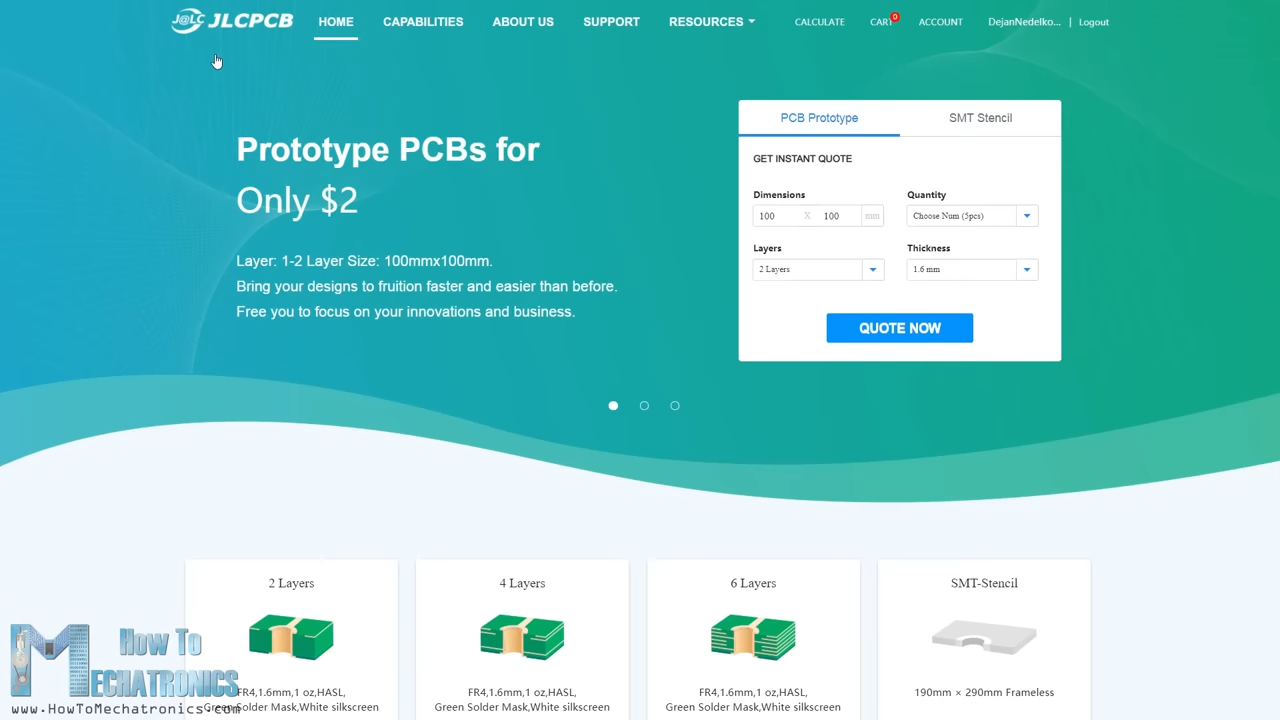 J@LC JLCPCB
HOME CAPABILITIES ABOUT US SUPPORT RESOURCES CALCULATE CART 0 ACCOUNT DejanNedelko... | Logout
Prototype PCBs for
Only $2
Layer: 1-2 Layer Size: 100mmx100mm.
Bring your designs to fruition faster and easier than before.
Free you to focus on your innovations and business.
PCB Prototype SMT Stencil
GET INSTANT QUOTE
Dimensions Quantity
100 X 100 mm Choose Num (5pcs)
Layers Thickness
2 Layers 1.6 mm
QUOTE NOW
2 Layers
FR4,1.6mm,1 oz,HASL,
Green Solder Mask,White silkscreen
4 Layers
FR4,1.6mm,1 oz,HASL,
Green Solder Mask,White silkscreen
6 Layers
FR4,1.6mm,1 oz,HASL,
Green Solder Mask,White silkscreen
SMT-Stencil
190mm × 290mm Frameless
How To
MECHATRONICS
www.HowToMechatronics.com